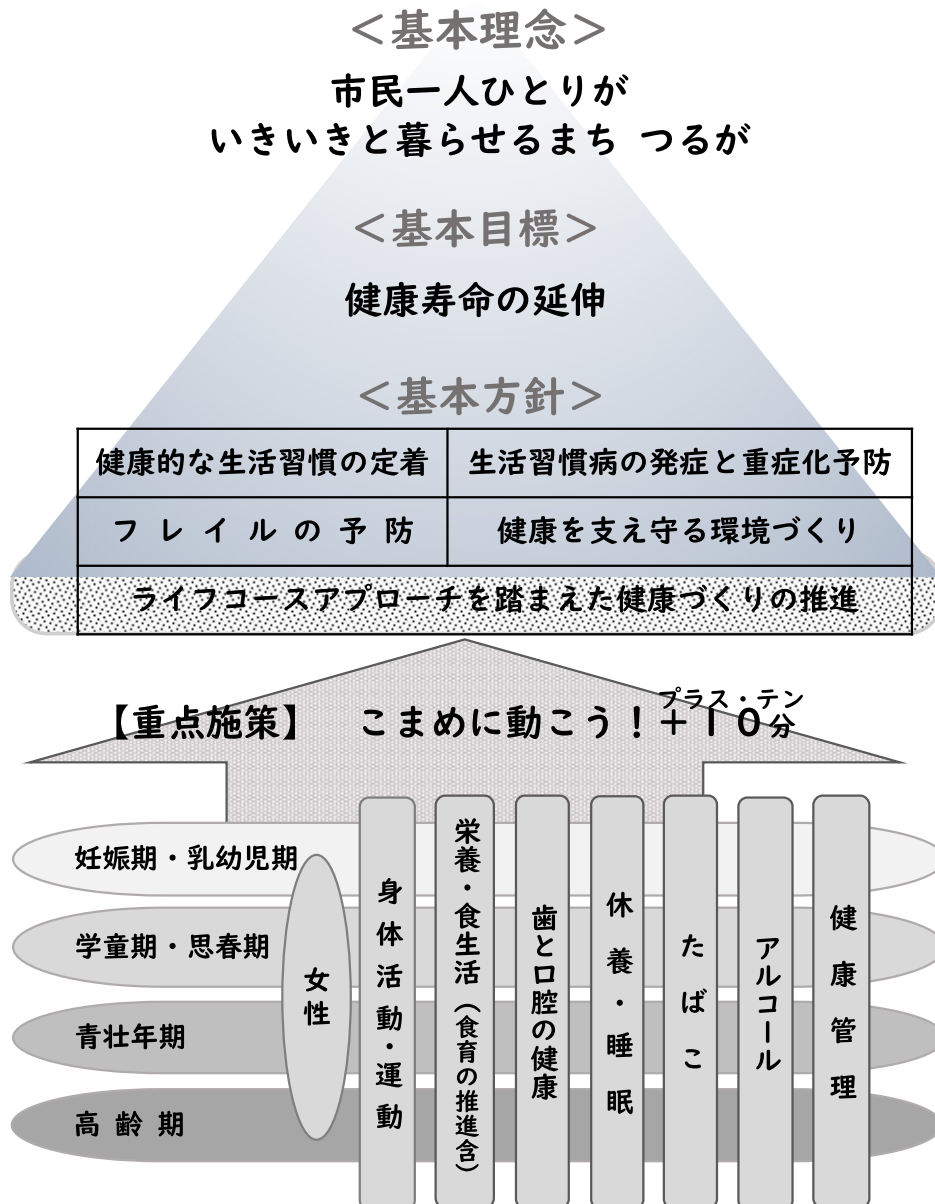 ＜基本理念＞
市民一人ひとりが
いきいきと暮らせるまち つるが
＜基本目標＞
健康寿命の延伸
＜基本方針＞
健康的な生活習慣の定着
生活習慣病の発症と重症化予防
フレイルの予防
健康を支え守る環境づくり
ライフコースアプローチを踏まえた健康づくりの推進
プラス・テン
【重点施策】 こまめに動こう！＋１０分
妊娠期・乳幼児期
学童期・思春期
青壮年期
高齢期
女性
身体活動・運動
栄養・食生活（食育の推進含）
歯と口腔の健康
休養・睡眠
たばこ
アルコール
健康管理